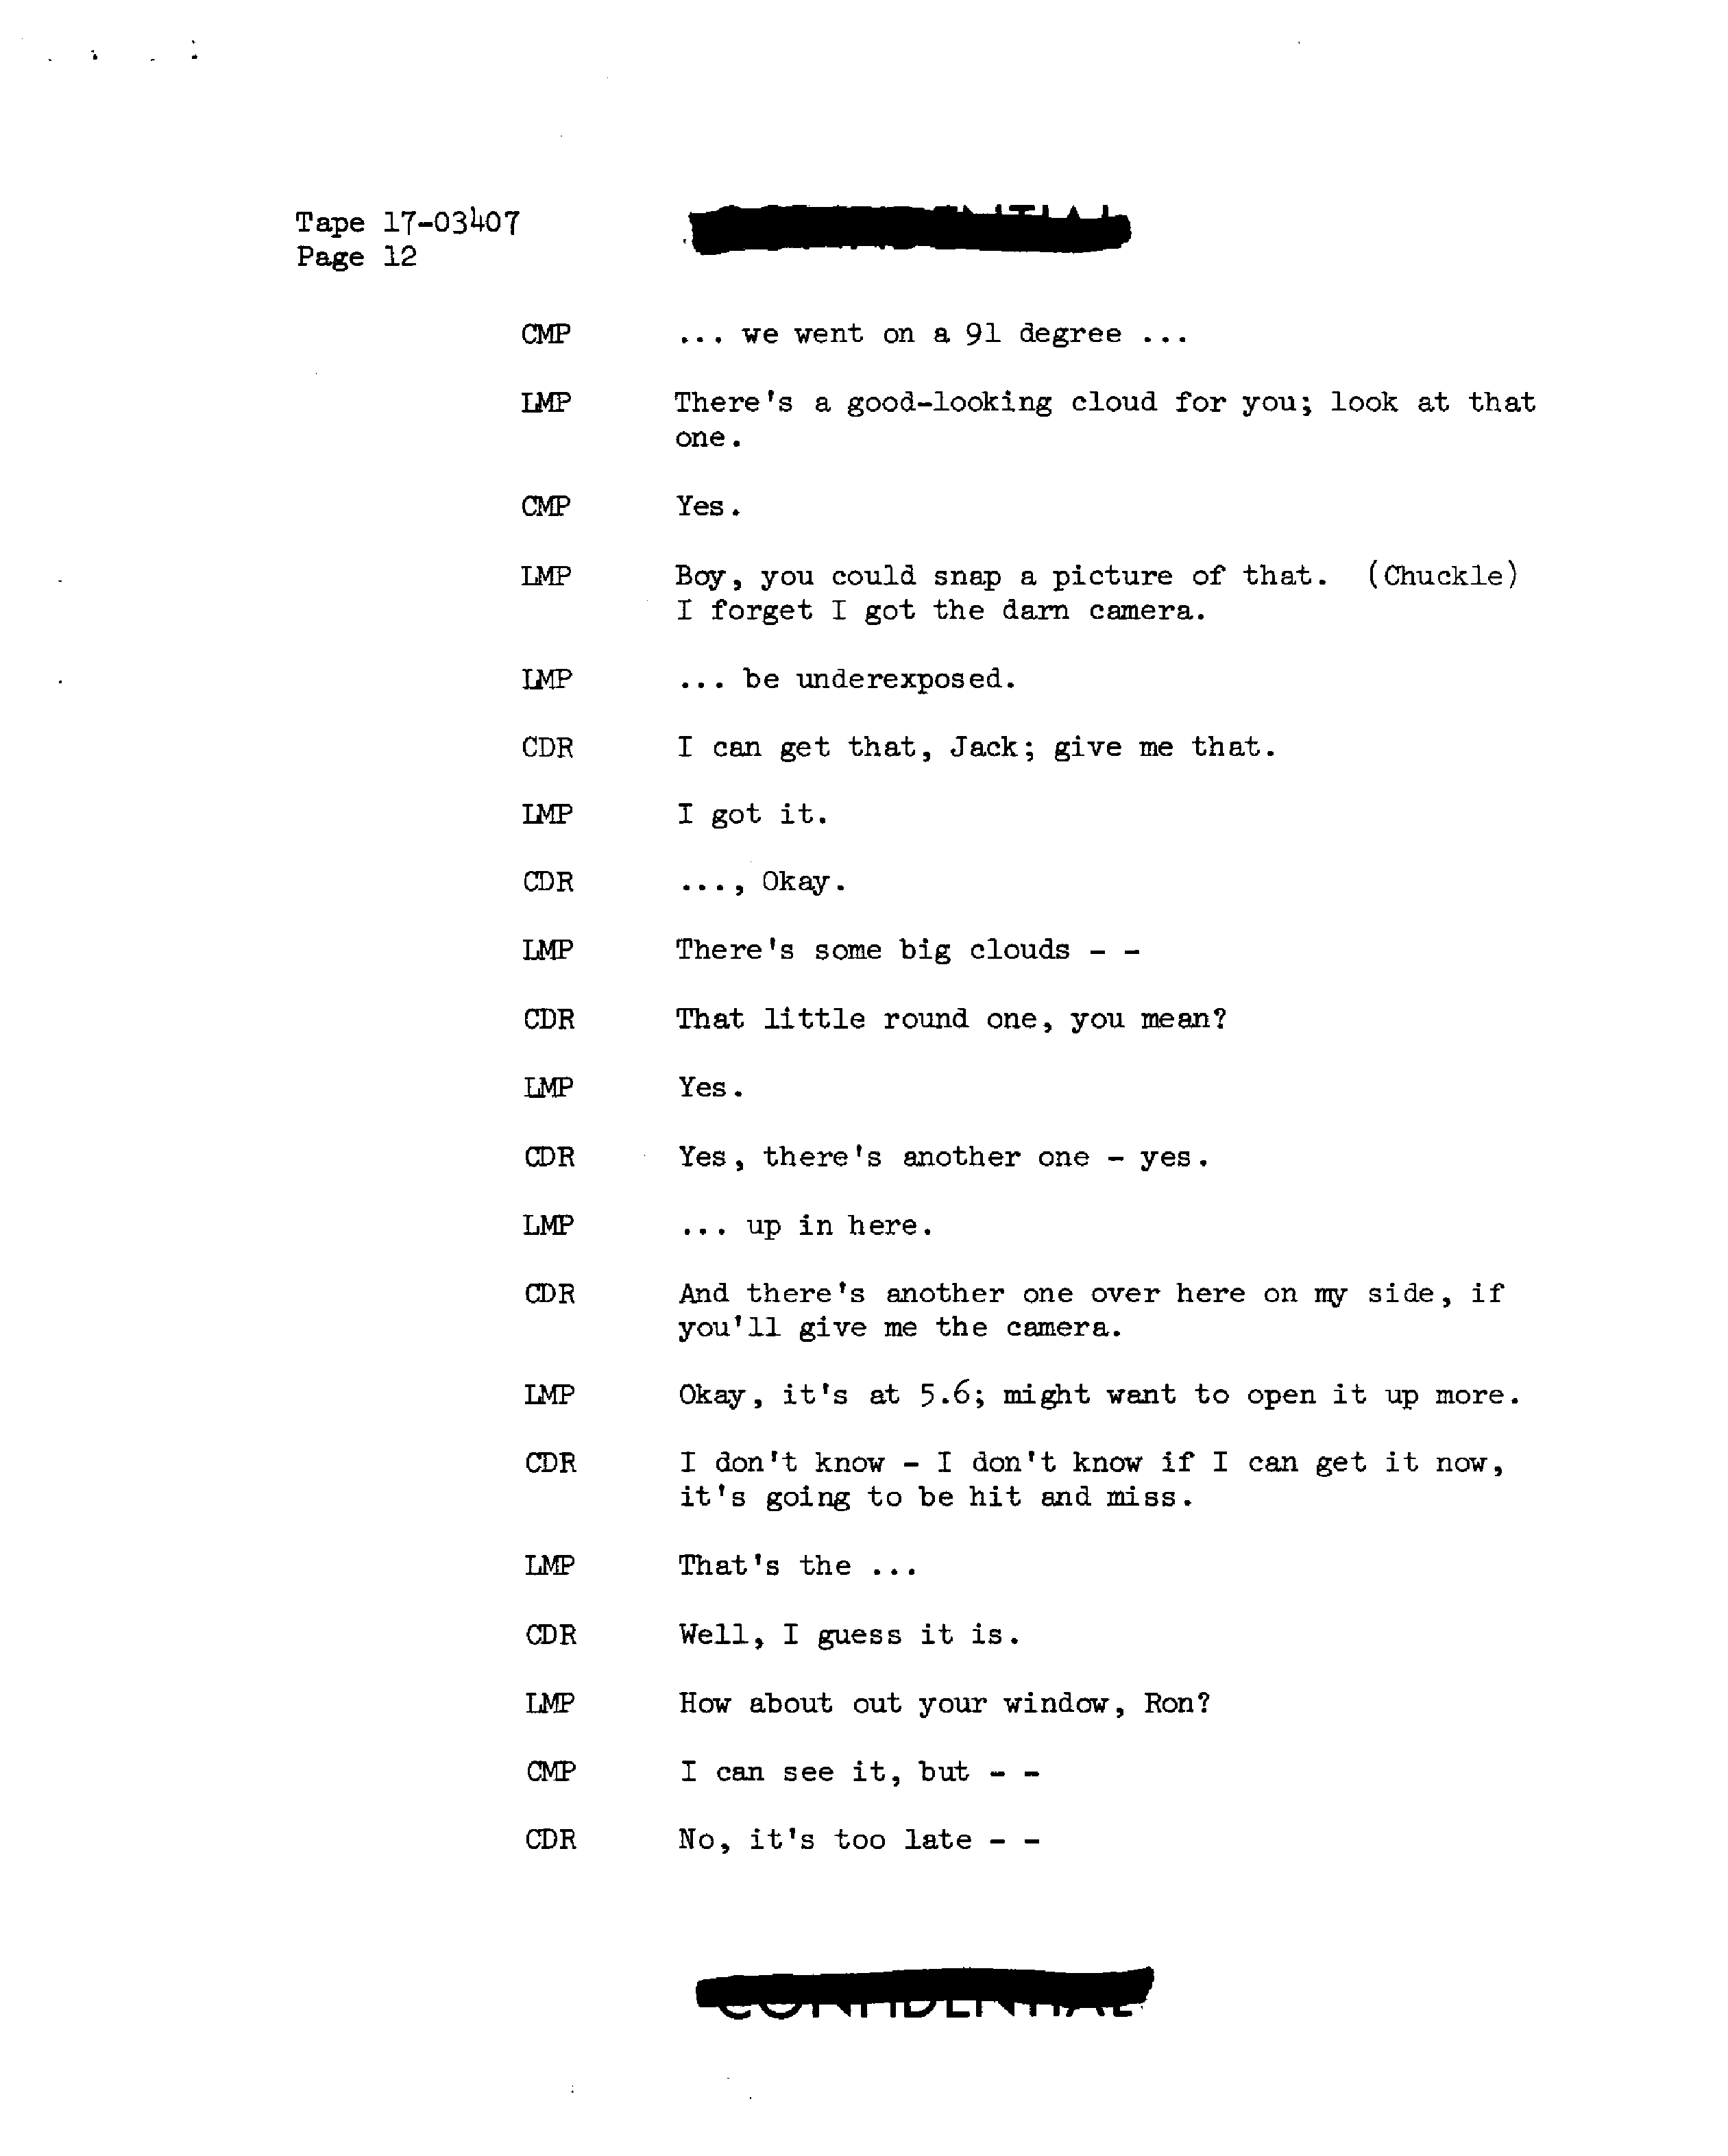 Tape 17-03407
Page 12
CMP ... we went on a 91 degree ...
LMP There's a good-looking cloud for you; look at that
one.
CMP Yes.
LMP Boy, you could snap a picture of that. (Chuckle)
I forget I got the darn camera.
LMP ... be underexposed.
CDR I can get that, Jack; give me that.
LMP I got it.
CDR ..., Okay.
LMP There's some big clouds - -
CDR That little round one, you mean?
LMP Yes.
CDR Yes, there's another one - yes.
LMP ... up in here.
CDR And there's another one over here on my side, if
you'll give me the camera.
LMP Okay, it's at 5.6; might want to open it up more.
CDR I don't know - I don't know if I can get it now,
it's going to be hit and miss.
LMP That's the ...
CDR Well, I guess it is.
LMP How about out your window, Ron?
CMP I can see it, but - -
CDR No, it's too late - -
CONFIDENTIAL